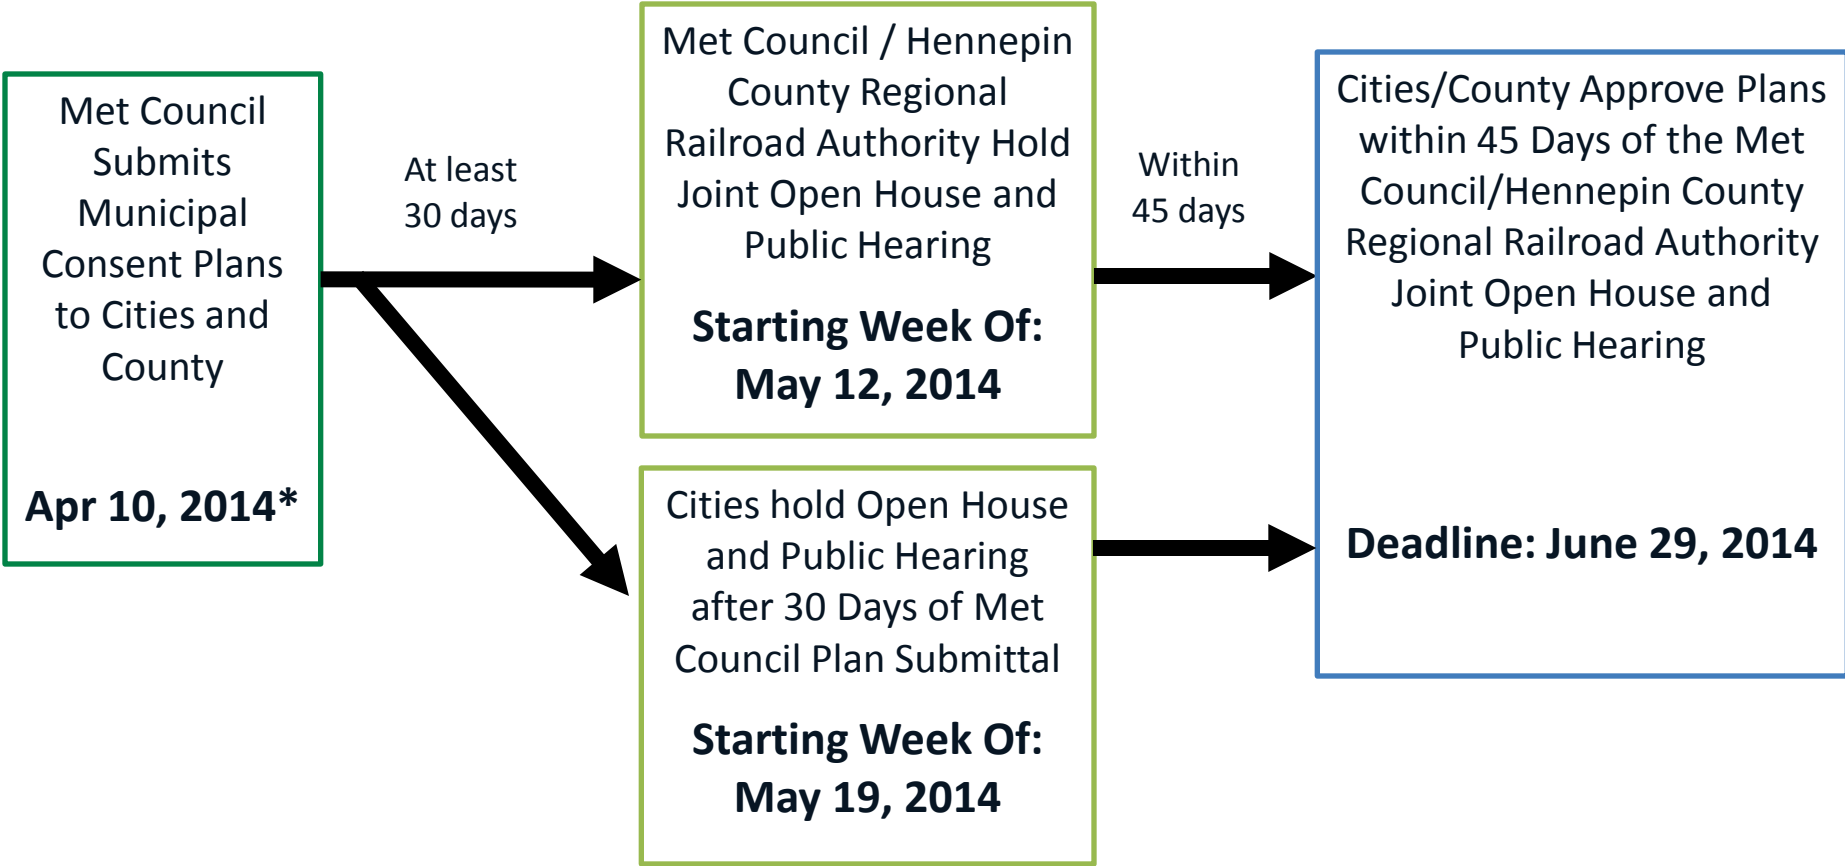 Met Council
Submits
Municipal
Consent Plans
to Cities and
County
Apr 10, 2014*
At least
30 days
Met Council / Hennepin
County Regional
Railroad Authority Hold
Joint Open House and
Public Hearing
Starting Week Of:
May 12, 2014
Cities hold Open House
and Public Hearing
after 30 Days of Met
Council Plan Submittal
Starting Week Of:
May 19, 2014
Within
45 days
Cities/County Approve Plans
within 45 Days of the Met
Council/Hennepin County
Regional Railroad Authority
Joint Open House and
Public Hearing
Deadline: June 29, 2014